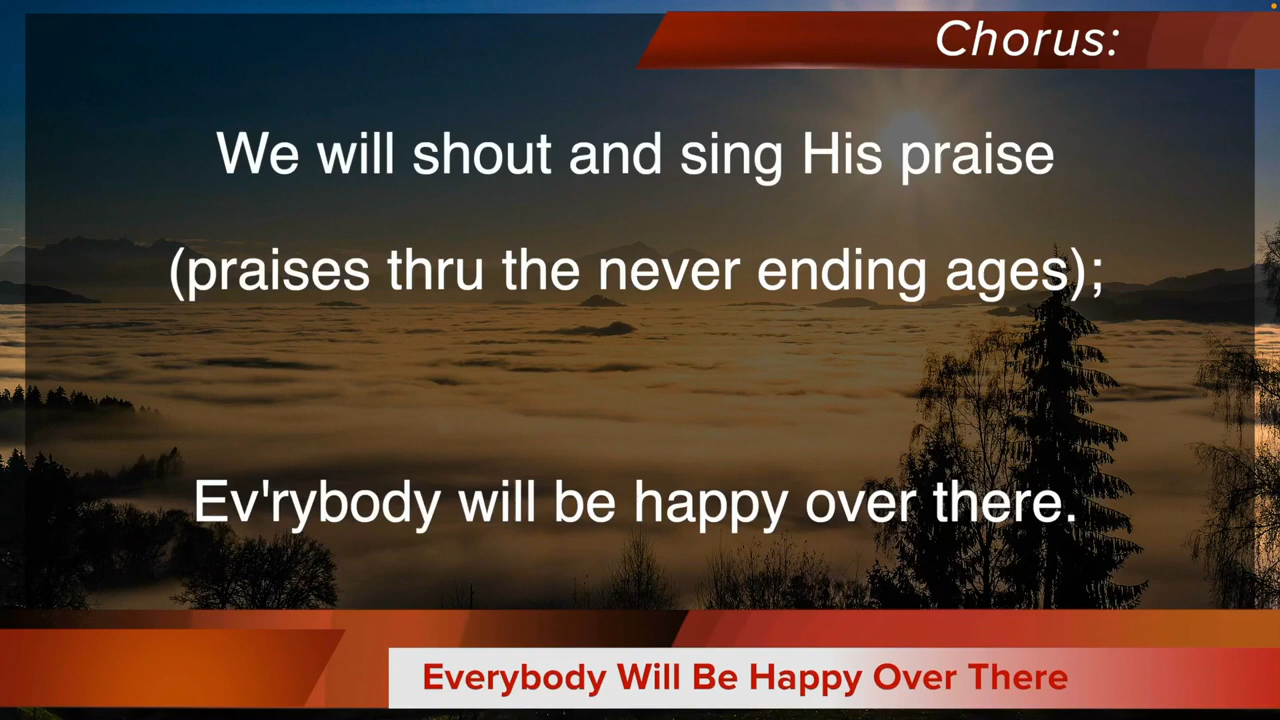 Chorus:
We will shout and sing His praise
(praises thru the never ending ages);
Ev'rybody will be happy over there.
Everybody Will Be Happy Over There